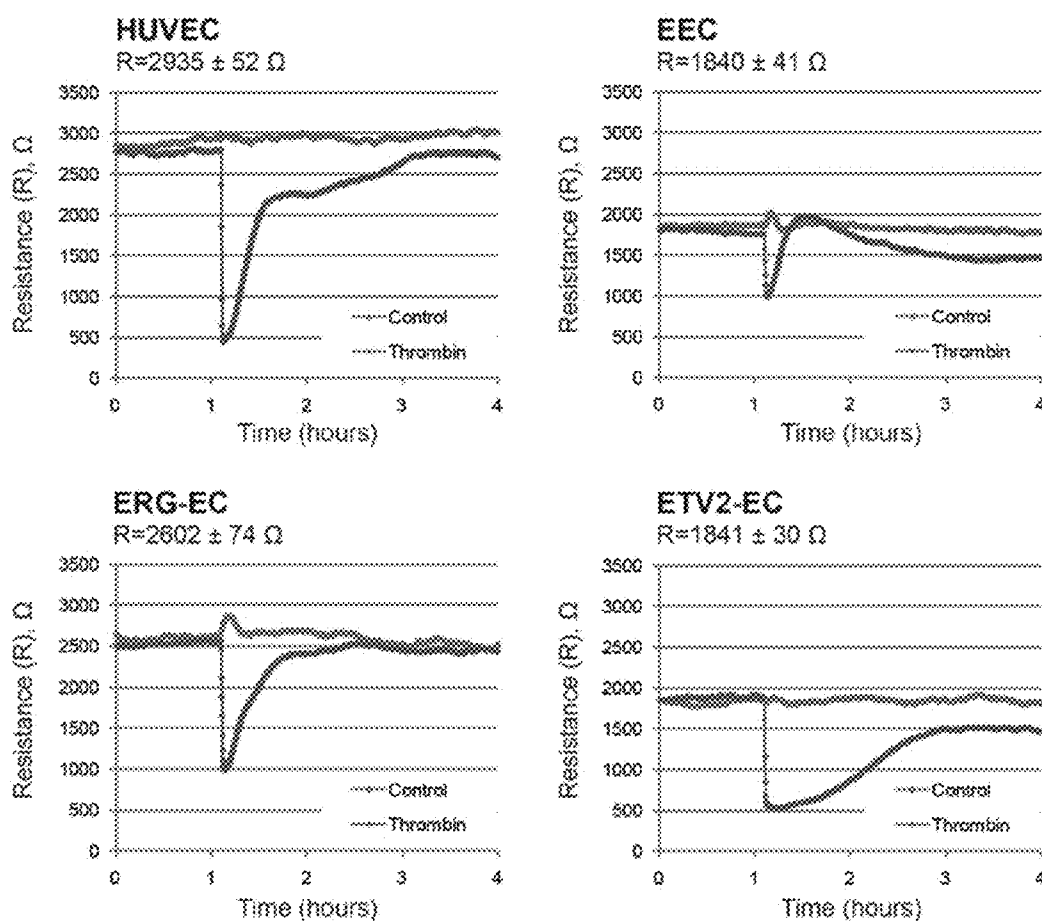 HUVEC
R=2935 ± 52 Ω
3500
3000
2500
2000
1500
1000
500
0
Resistance (R), Ω
Control
Thrombin
0 1 2 3 4
Time (hours)
EEC
R=1840 ± 41 Ω
3500
3000
2500
2000
1500
1000
500
0
Resistance (R), Ω
Control
Thrombin
0 1 2 3 4
Time (hours)
ERG-EC
R=2602 ± 74 Ω
3500
3000
2500
2000
1500
1000
500
0
Resistance (R), Ω
Control
Thrombin
0 1 2 3 4
Time (hours)
ETV2-EC
R=1841 ± 30 Ω
3500
3000
2500
2000
1500
1000
500
0
Resistance (R), Ω
Control
Thrombin
0 1 2 3 4
Time (hours)